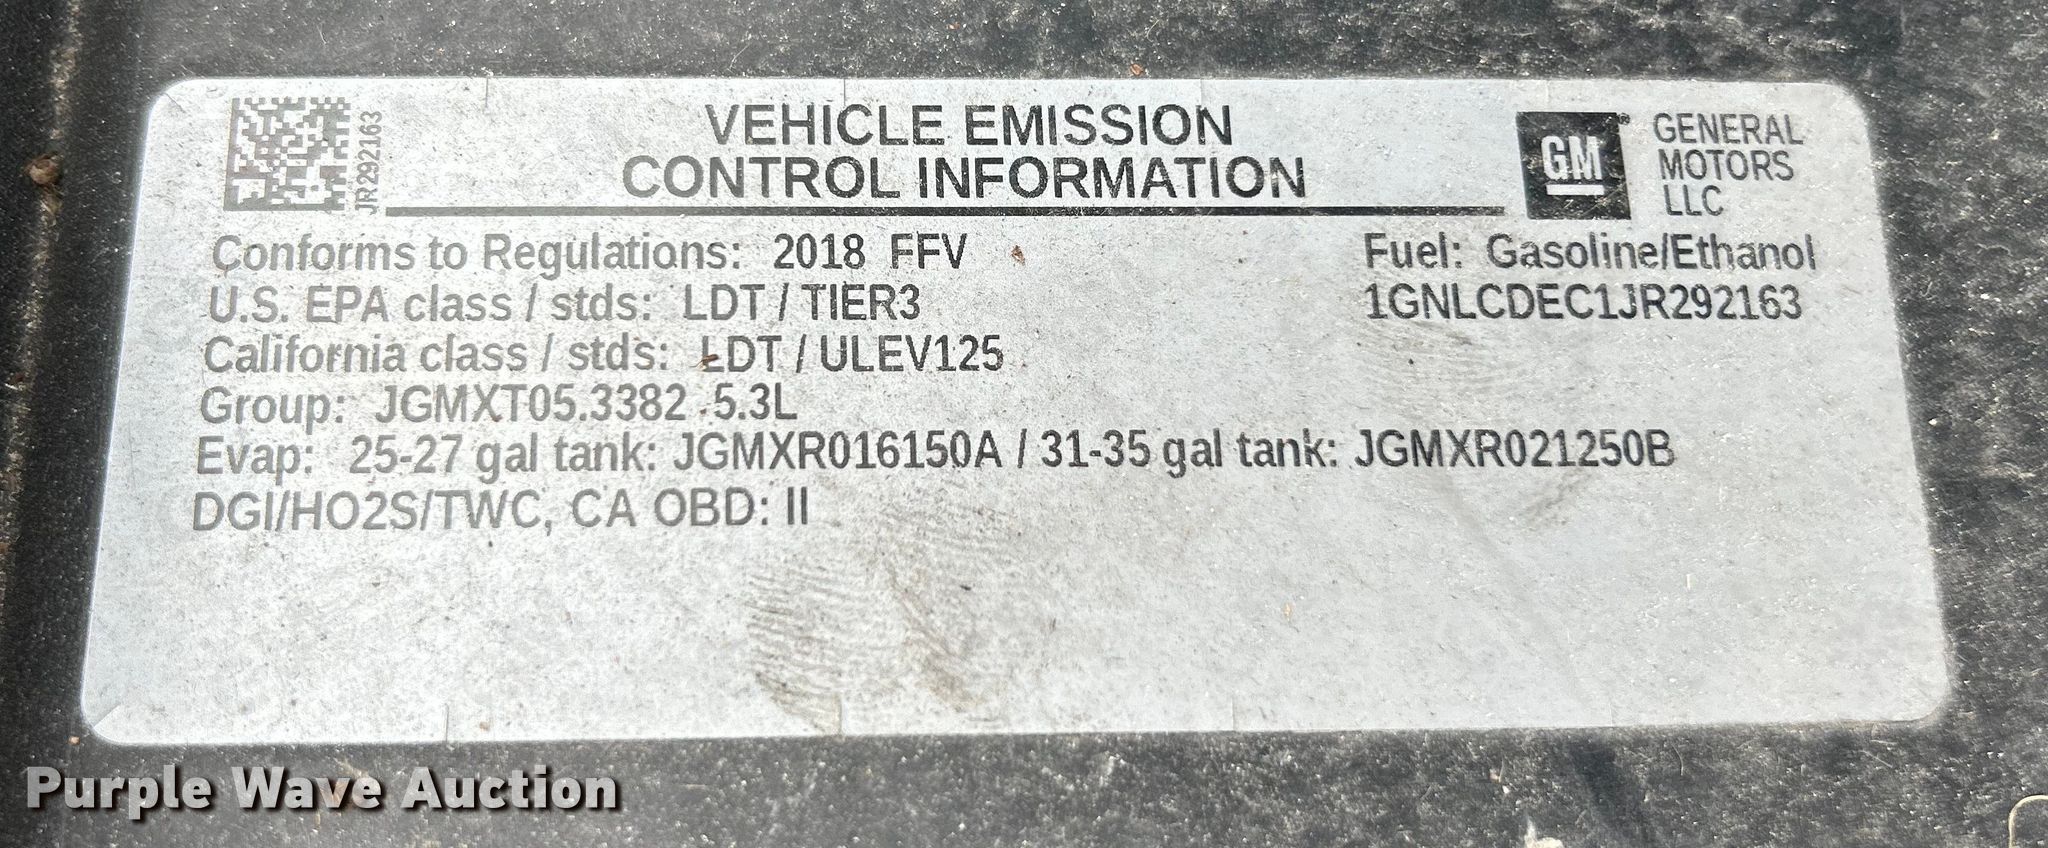 JR292163
VEHICLE EMISSION
CONTROL INFORMATION
GM®
GENERAL
MOTORS
LLC
Conforms to Regulations: 2018 FFV
Fuel: Gasoline/Ethanol
U.S. EPA class / stds: LDT / TIER3
1GNLCDEC1JR292163
California class / stds: LDT / ULEV125
Group: JGMXT05.3382 5.3L
Evap: 25-27 gal tank: JGMXR016150A / 31-35 gal tank: JGMXR021250B
DGI/HO2S/TWC, CA OBD: II
Purple Wave Auction